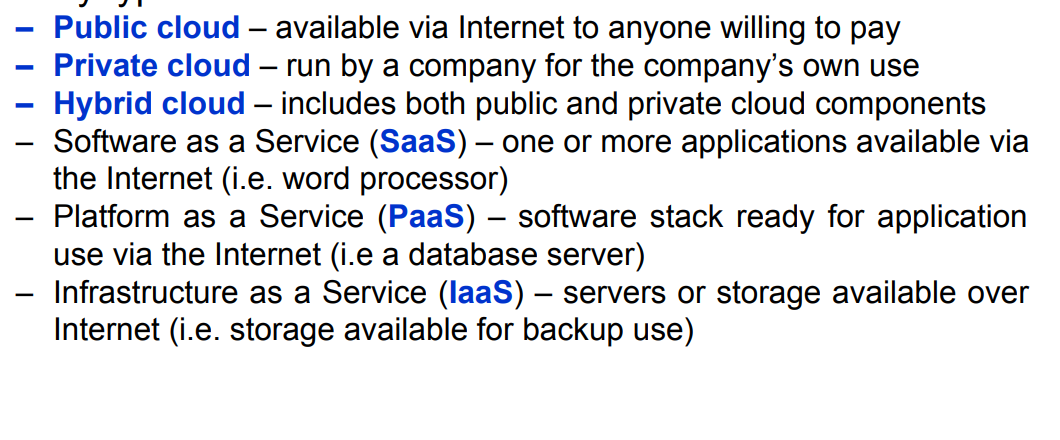 – Public cloud – available via Internet to anyone willing to pay
– Private cloud – run by a company for the company’s own use
– Hybrid cloud – includes both public and private cloud components
– Software as a Service (SaaS) – one or more applications available via
the Internet (i.e. word processor)
– Platform as a Service (PaaS) – software stack ready for application
use via the Internet (i.e a database server)
– Infrastructure as a Service (IaaS) – servers or storage available over
Internet (i.e. storage available for backup use)